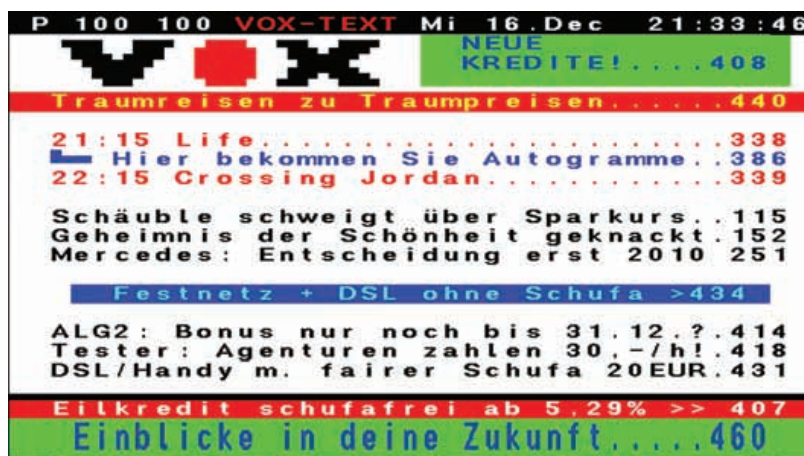 P 100 100 VOX-TEXT Mi 16.Dec 21:33:46
VOX
NEUE
KREDITE!....408
Traumreisen zu Traumpreisen......440
21:15 Life.......................338
Hier bekommen Sie Autogramme..386
22:15 Crossing Jordan............339
Schäuble schweigt über Sparkurs..115
Geheimnis der Schönheit geknackt.152
Mercedes: Entscheidung erst 2010 251
Festnetz + DSL ohne Schufa >434
ALG2: Bonus nur noch bis 31.12.?.414
Tester: Agenturen zahlen 30,-/h!.418
DSL/Handy m. fairer Schufa 20EUR.431
Eilkredit schufafrei ab 5,29% >> 407
Einblicke in deine Zukunft.....460